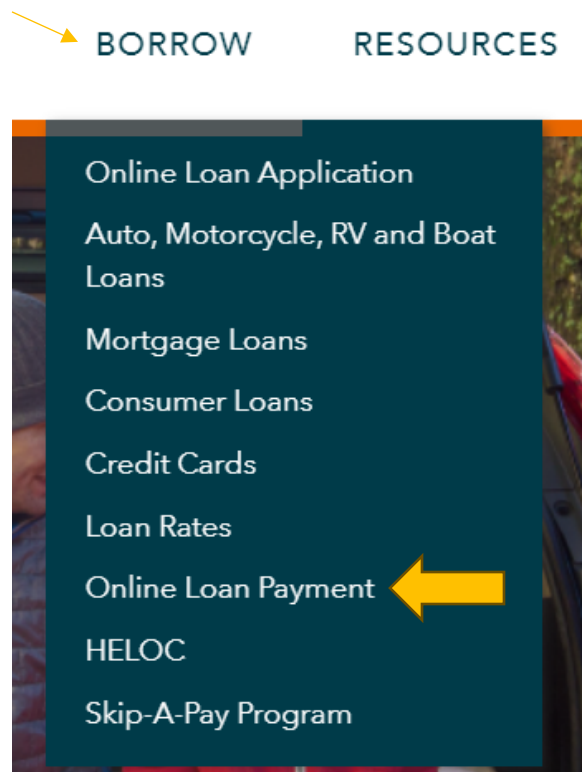 BORROW RESOURCES
Online Loan Application
Auto, Motorcycle, RV and Boat
Loans
Mortgage Loans
Consumer Loans
Credit Cards
Loan Rates
Online Loan Payment
HELOC
Skip-A-Pay Program